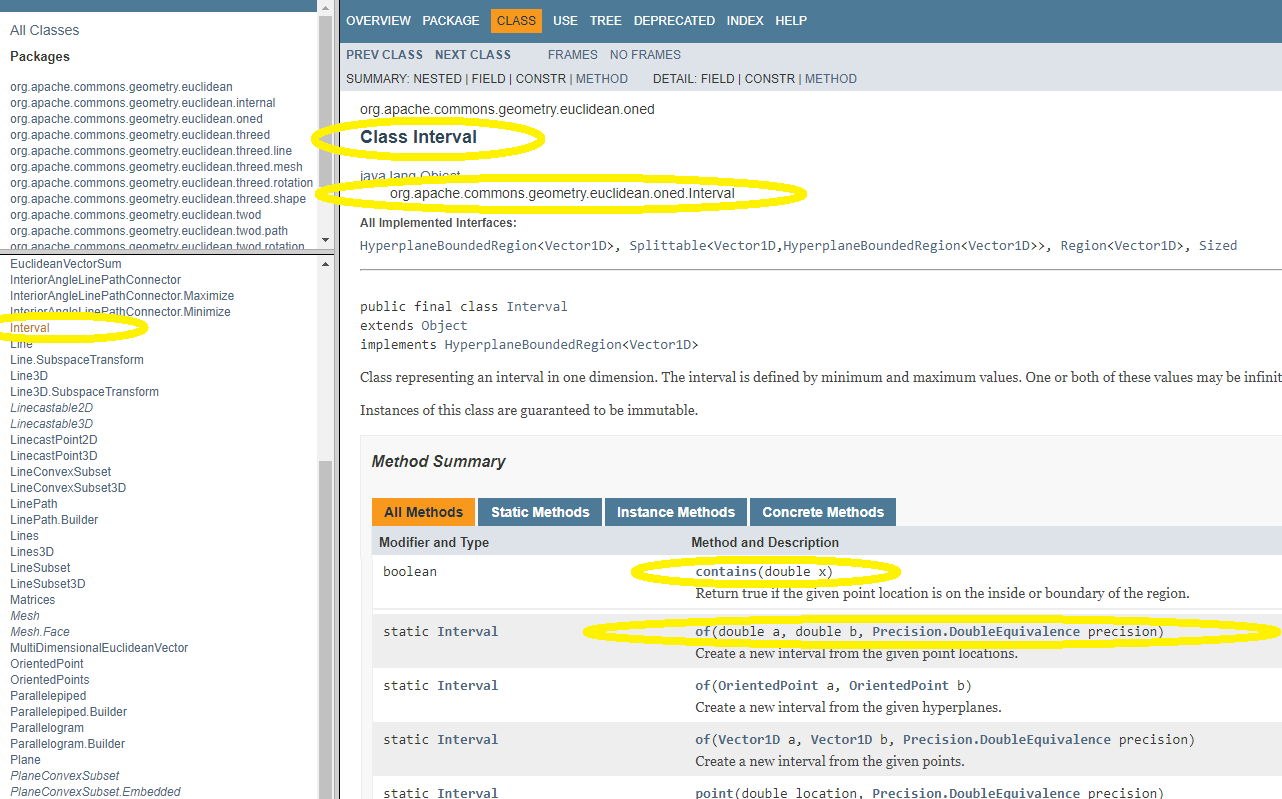 All Classes
Packages
org.apache.commons.geometry.euclidean
org.apache.commons.geometry.euclidean.internal
org.apache.commons.geometry.euclidean.oned
org.apache.commons.geometry.euclidean.threed
org.apache.commons.geometry.euclidean.threed.line
org.apache.commons.geometry.euclidean.threed.mesh
org.apache.commons.geometry.euclidean.threed.rotation
org.apache.commons.geometry.euclidean.threed.shape
org.apache.commons.geometry.euclidean.twod
org.apache.commons.geometry.euclidean.twod.path
org.apache.commons.geometry.euclidean.twod.rotation
EuclideanVectorSum
InteriorAngleLinePathConnector
InteriorAngleLinePathConnector.Maximize
InteriorAngleLinePathConnector.Minimize
Interval
Line
Line.SubspaceTransform
Line3D
Line3D.SubspaceTransform
Linecastable2D
Linecastable3D
LinecastPoint2D
LinecastPoint3D
LineConvexSubset
LineConvexSubset3D
LinePath
LinePath.Builder
Lines
Lines3D
LineSubset
LineSubset3D
Matrices
Mesh
Mesh.Face
MultiDimensionalEuclideanVector
OrientedPoint
OrientedPoints
Parallelepiped
Parallelepiped.Builder
Parallelogram
Parallelogram.Builder
Plane
PlaneConvexSubset
PlaneConvexSubset.Embedded
OVERVIEW PACKAGE CLASS USE TREE DEPRECATED INDEX HELP
PREV CLASS NEXT CLASS FRAMES NO FRAMES
SUMMARY: NESTED | FIELD | CONSTR | METHOD DETAIL: FIELD | CONSTR | METHOD
org.apache.commons.geometry.euclidean.oned
Class Interval
java.lang.Object
org.apache.commons.geometry.euclidean.oned.Interval
All Implemented Interfaces:
HyperplaneBoundedRegion<Vector1D>, Splittable<Vector1D,HyperplaneBoundedRegion<Vector1D>>, Region<Vector1D>, Sized
public final class Interval
extends Object
implements HyperplaneBoundedRegion<Vector1D>
Class representing an interval in one dimension. The interval is defined by minimum and maximum values. One or both of these values may be infinit
Instances of this class are guaranteed to be immutable.
Method Summary
All Methods Static Methods Instance Methods Concrete Methods
Modifier and Type Method and Description
boolean contains(double x)
Return true if the given point location is on the inside or boundary of the region.
static Interval of(double a, double b, Precision.DoubleEquivalence precision)
Create a new interval from the given point locations.
static Interval of(OrientedPoint a, OrientedPoint b)
Create a new interval from the given hyperplanes.
static Interval of(Vector1D a, Vector1D b, Precision.DoubleEquivalence precision)
Create a new interval from the given points.
static Interval point(double location, Precision.DoubleEquivalence precision)